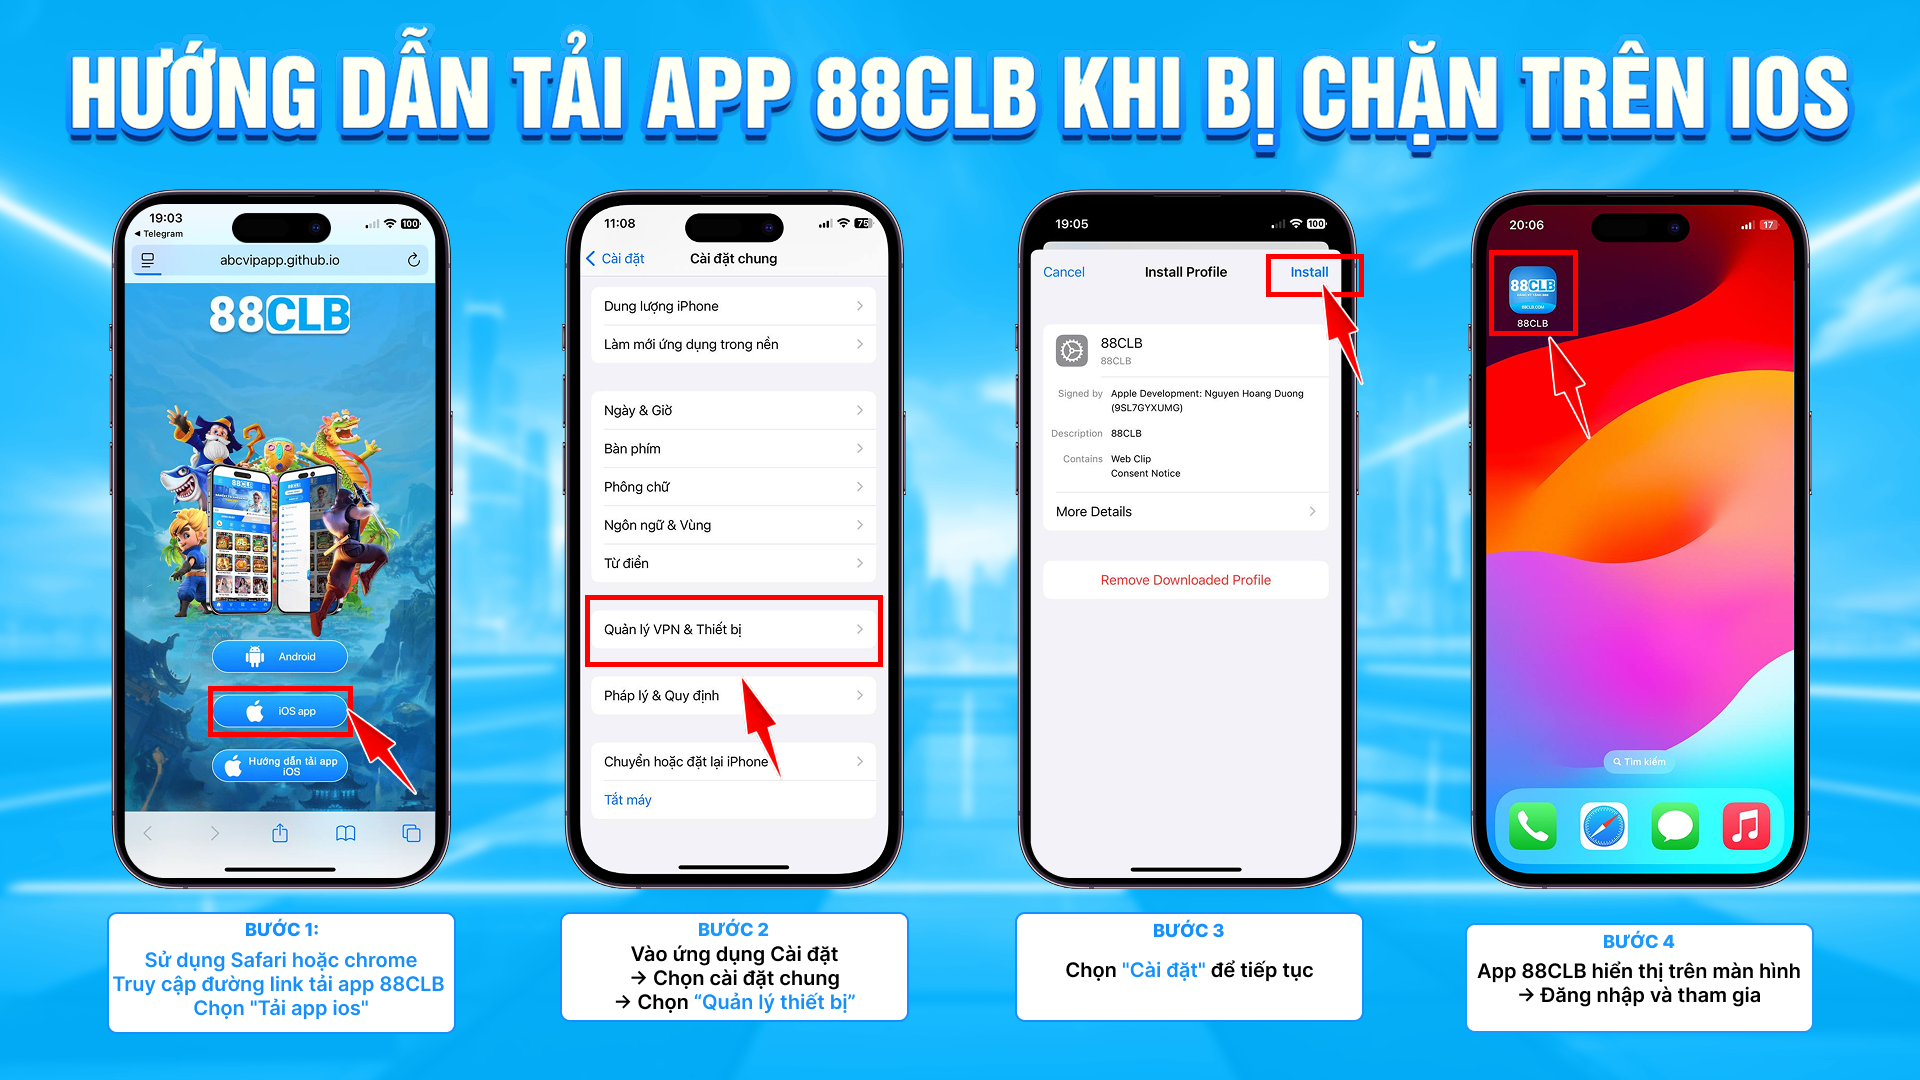 HƯỚNG DẪN TẢI APP 88CLB KHI BỊ CHẶN TRÊN IOS
19:03
100
Telegram
abcvipapp.github.io
88CLB
88CLB
88CLB
Android
iOS app
Hướng dẫn tải app
iOS
BƯỚC 1:
Sử dụng Safari hoặc chrome
Truy cập đường link tải app 88CLB
Chọn "Tải app ios"
11:08
75
Cài đặt
Cài đặt chung
Dung lượng iPhone
Làm mới ứng dụng trong nền
Ngày & Giờ
Bàn phím
Phông chữ
Ngôn ngữ & Vùng
Từ điển
Quản lý VPN & Thiết bị
Pháp lý & Quy định
Chuyển hoặc đặt lại iPhone
Tắt máy
BƯỚC 2
Vào ứng dụng Cài đặt
→ Chọn cài đặt chung
→ Chọn “Quản lý thiết bị”
19:05
100
Cancel
Install Profile
Install
88CLB
88CLB
Signed by Apple Development: Nguyen Hoang Duong
(9SL7GYXUMG)
Description 88CLB
Contains Web Clip
Consent Notice
More Details
Remove Downloaded Profile
BƯỚC 3
Chọn "Cài đặt" để tiếp tục
20:06
17
88CLB
88CLB.COM
88CLB
Tìm kiếm
BƯỚC 4
App 88CLB hiển thị trên màn hình
→ Đăng nhập và tham gia